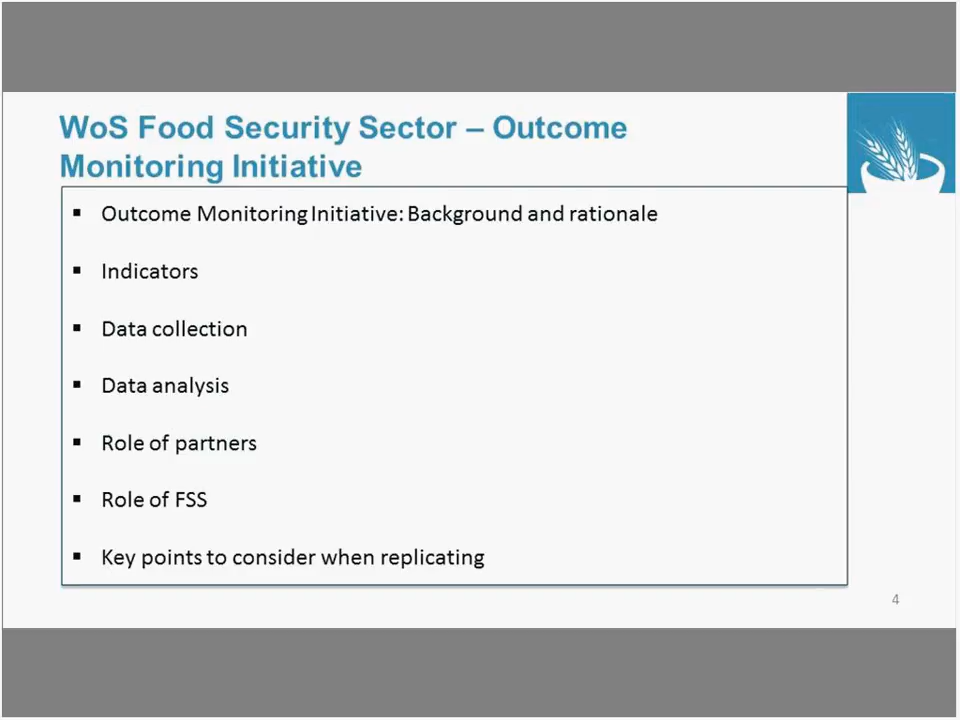 WoS Food Security Sector – Outcome
Monitoring Initiative
▪ Outcome Monitoring Initiative: Background and rationale
▪ Indicators
▪ Data collection
▪ Data analysis
▪ Role of partners
▪ Role of FSS
▪ Key points to consider when replicating
4